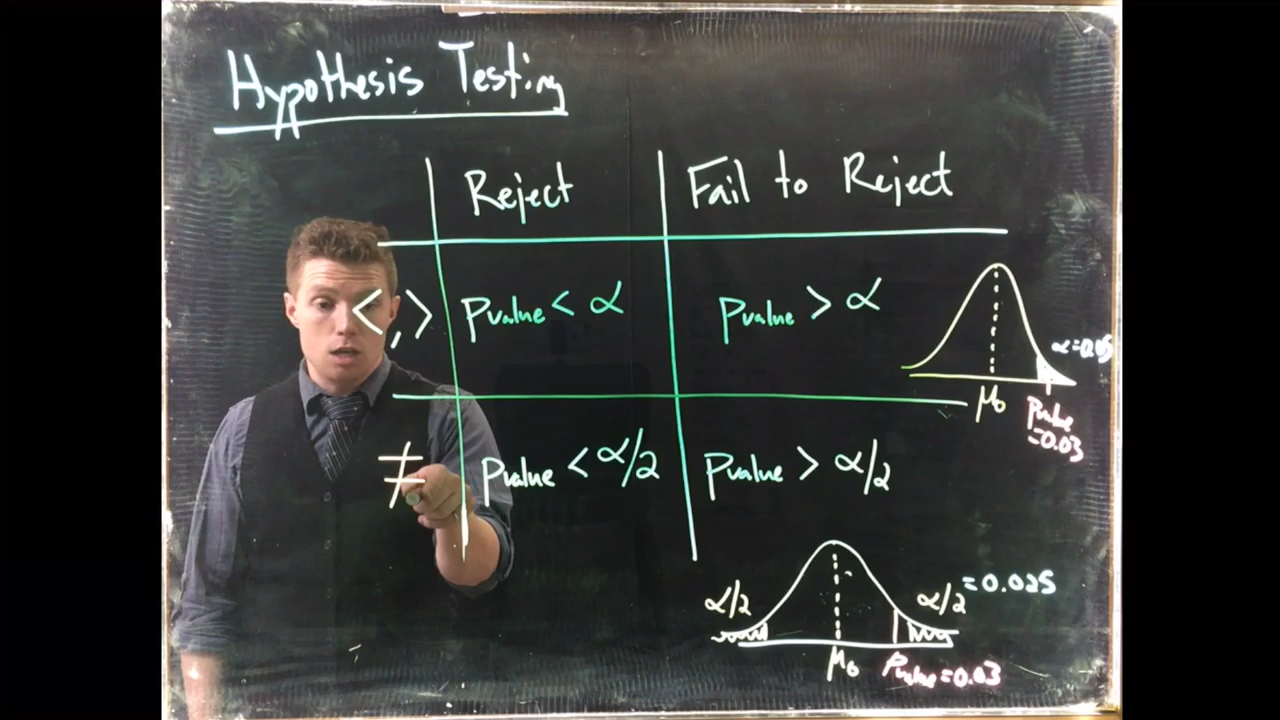 Hypothesis Testing
Reject Fail to Reject
<, > Pvalue < α Pvalue > α
α=0.05
μ₀
Pvalue
=0.03
≠ Pvalue < α/2 Pvalue > α/2
α/2 α/2 =0.025
μ₀ Pvalue=0.03